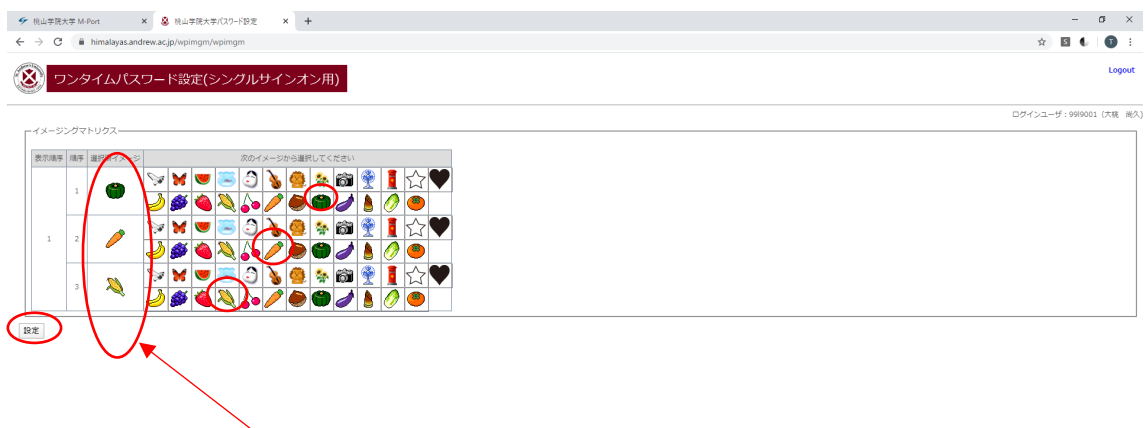 桃山学院大学 M-Port
桃山学院大学パスワード設定
himalayas.andrew.ac.jp/wpimgm/wpimgm
ワンタイムパスワード設定(シングルサインオン用)
Logout
ログインユーザ : 99I9001 (大桃 尚久)
イメージングマトリクス
表示順序 順序 選択済イメージ 次のイメージから選択してください
1
1
2
3
設定